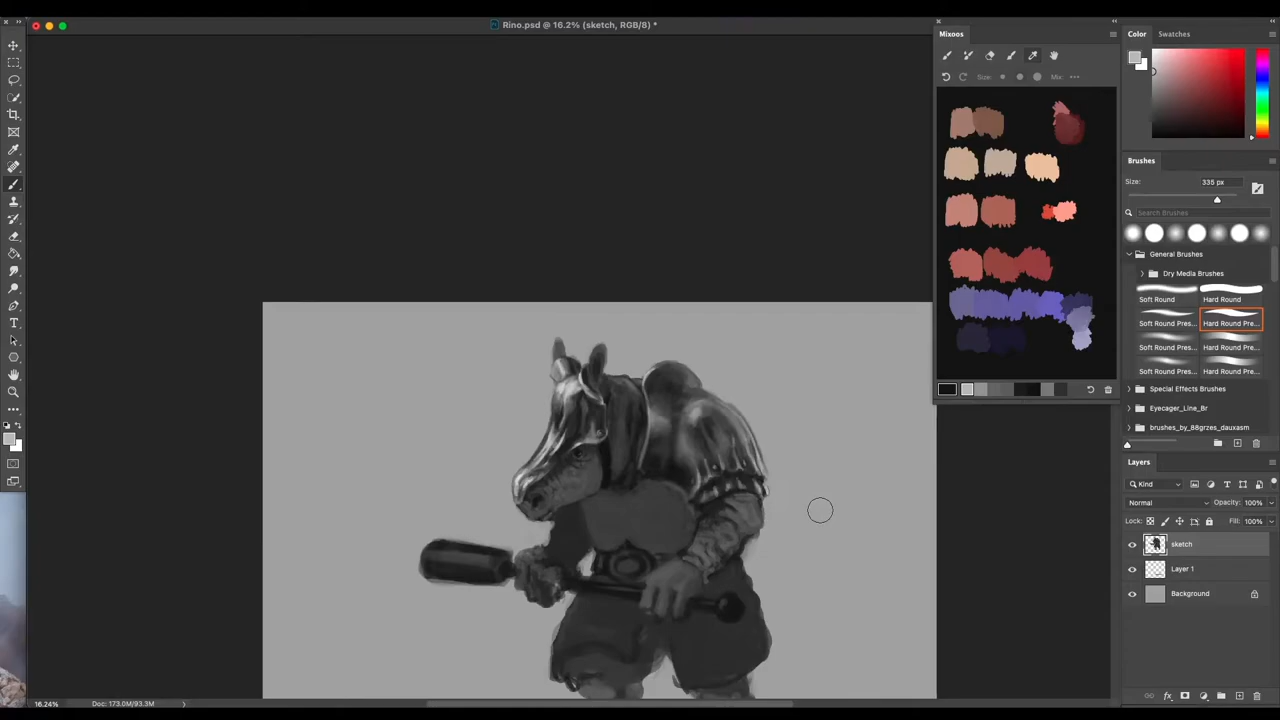 Rino.psd @ 16.2% (sketch, RGB/8) *
Mixoos
Size:
Mix:
Color
Swatches
Brushes
Size:
335 px
Search Brushes
General Brushes
Dry Media Brushes
Soft Round
Hard Round
Soft Round Pres...
Hard Round Pre...
Soft Round Pres...
Hard Round Pre...
Soft Round Pres...
Hard Round Pre...
Special Effects Brushes
Eyecager_Line_Br
brushes_by_88grzes_dauxasm
Layers
Kind
Normal
Opacity: 100%
Lock:
Fill: 100%
sketch
Layer 1
Background
16.24%
Doc: 173.0M/93.3M